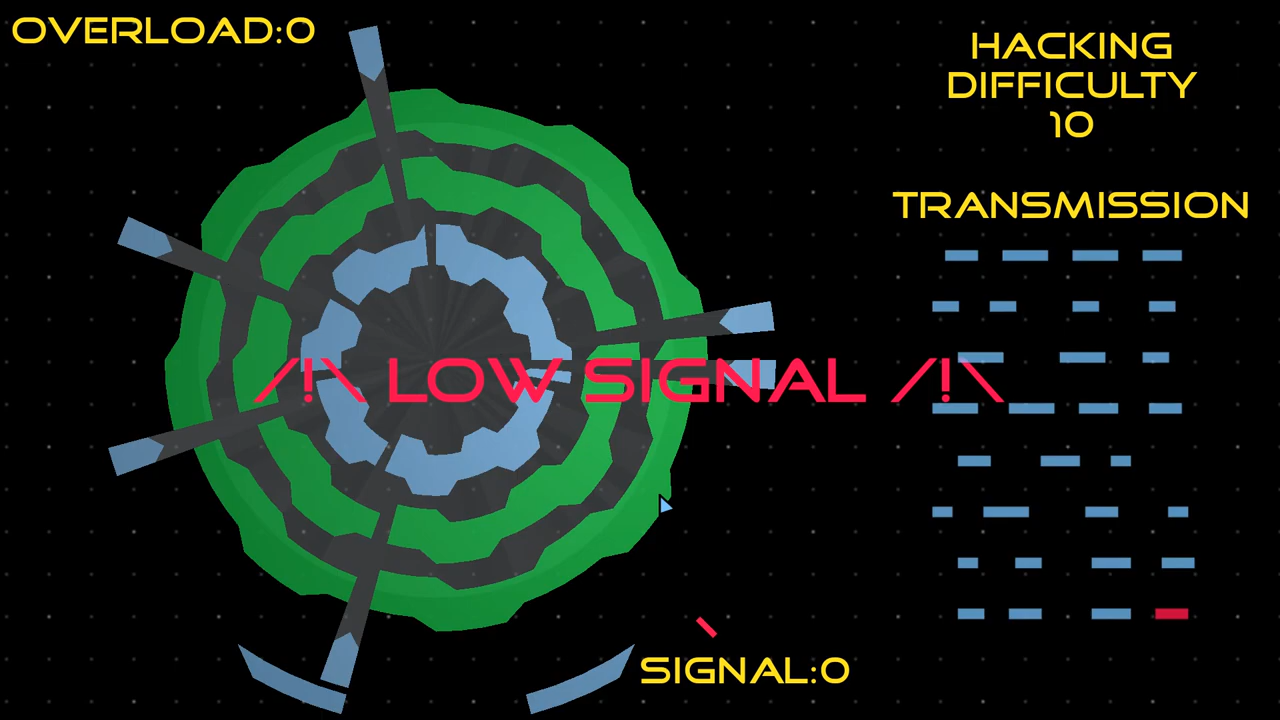 OVERLOAD:0
HACKING
DIFFICULTY
10
TRANSMISSION
/!\ LOW SIGNAL /!\
SIGNAL:0